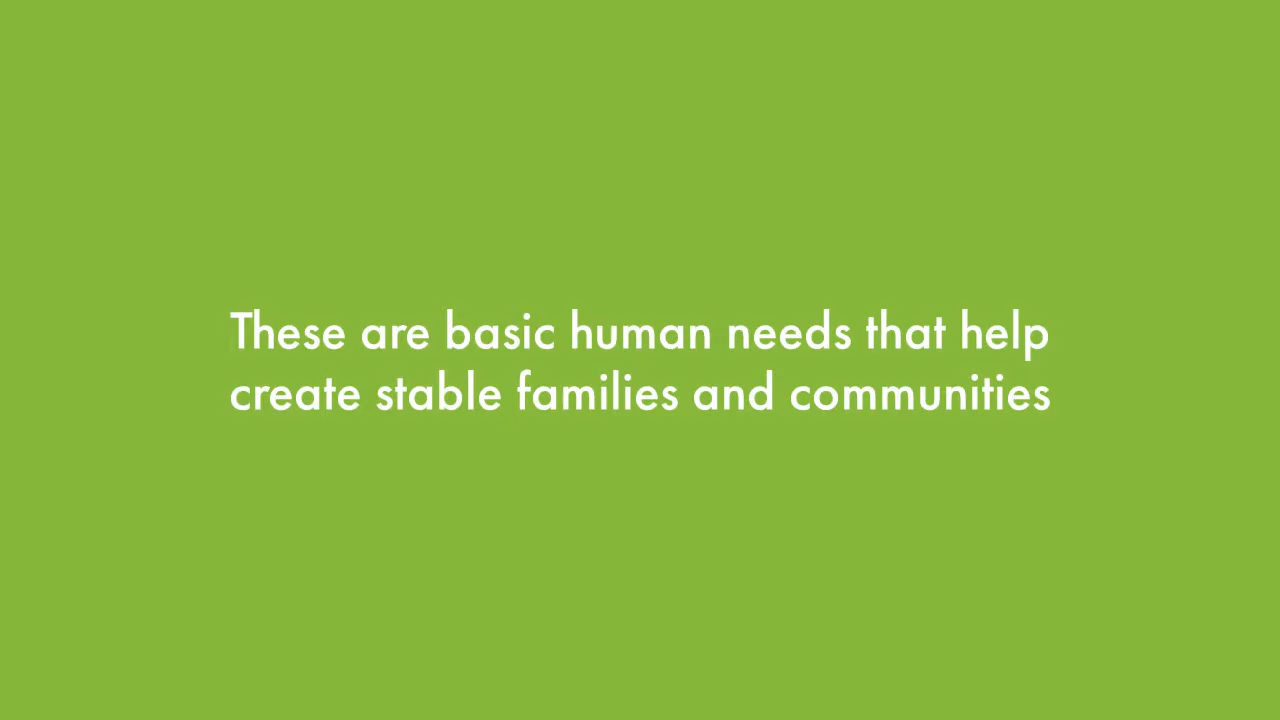 These are basic human needs that help
create stable families and communities